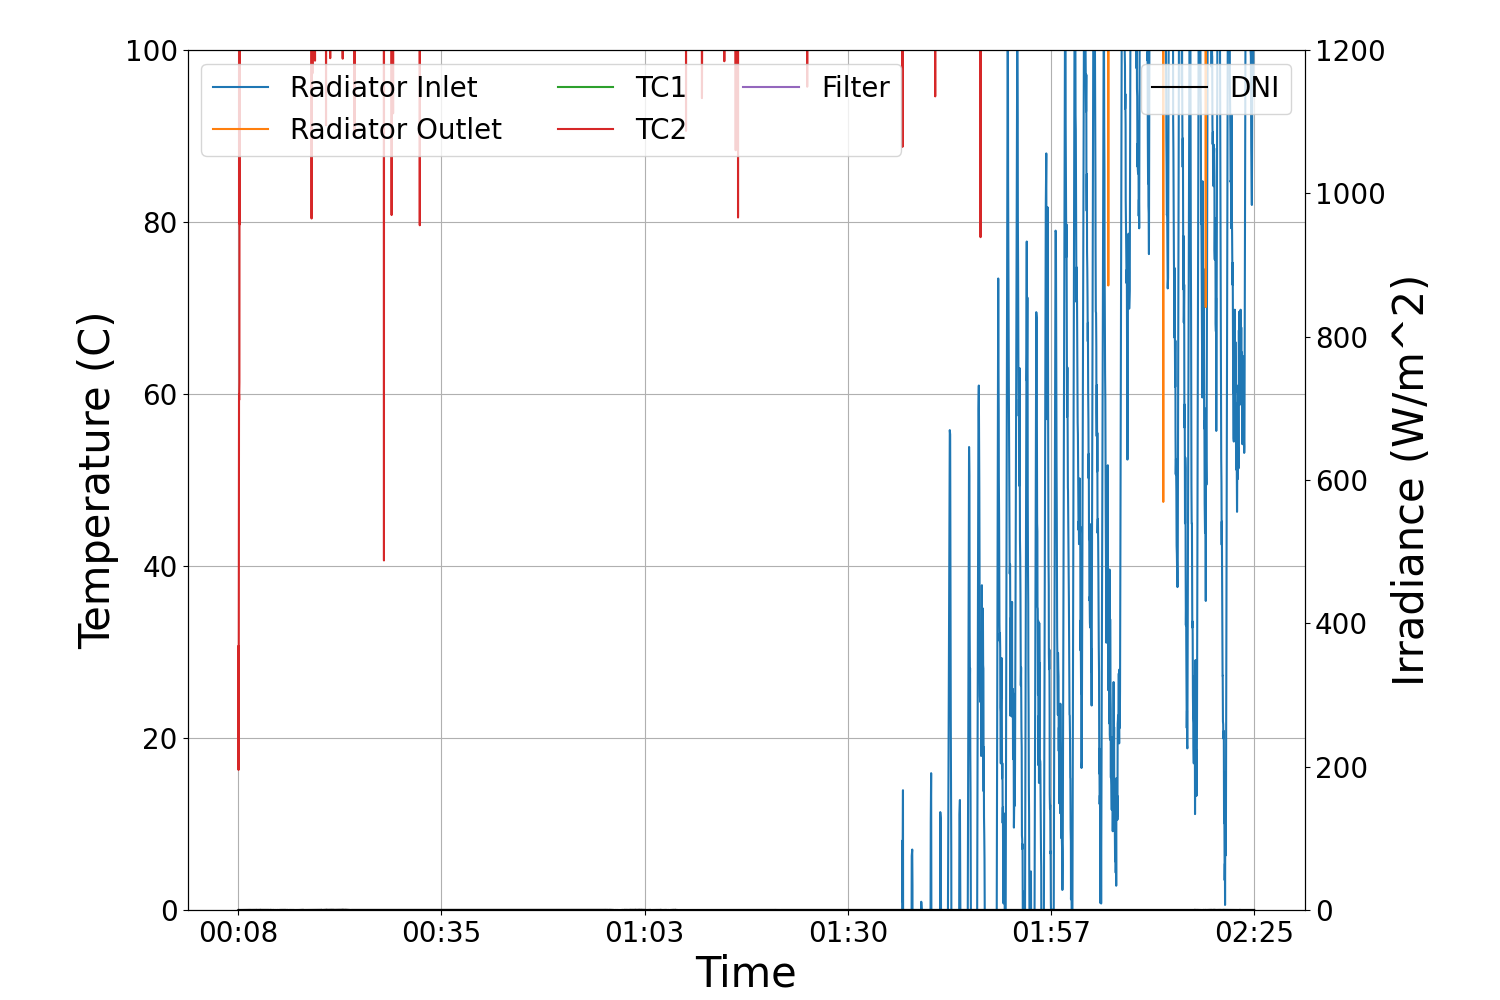 Radiator Inlet
Radiator Outlet
TC1
TC2
Filter
DNI
Temperature (C)
100
80
60
40
20
0
1200
1000
800
600
400
200
0
Irradiance (W/m^2)
00:08 00:35 01:03 01:30 01:57 02:25
Time